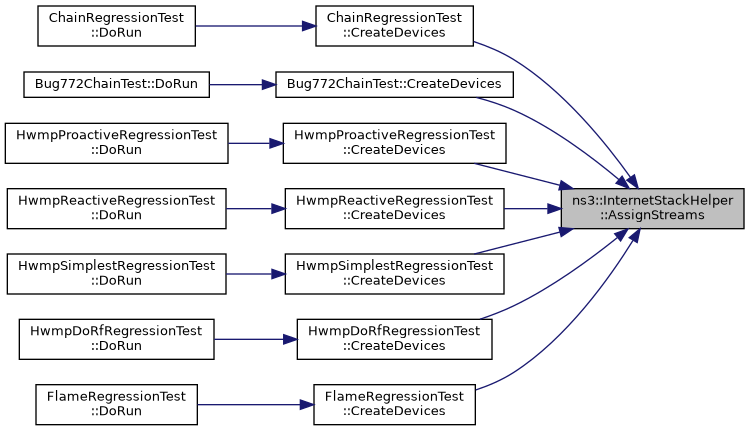 ChainRegressionTest
::DoRun
ChainRegressionTest
::CreateDevices
Bug772ChainTest::DoRun
Bug772ChainTest::CreateDevices
HwmpProactiveRegressionTest
::DoRun
HwmpProactiveRegressionTest
::CreateDevices
HwmpReactiveRegressionTest
::DoRun
HwmpReactiveRegressionTest
::CreateDevices
ns3::InternetStackHelper
::AssignStreams
HwmpSimplestRegressionTest
::DoRun
HwmpSimplestRegressionTest
::CreateDevices
HwmpDoRfRegressionTest
::DoRun
HwmpDoRfRegressionTest
::CreateDevices
FlameRegressionTest
::DoRun
FlameRegressionTest
::CreateDevices